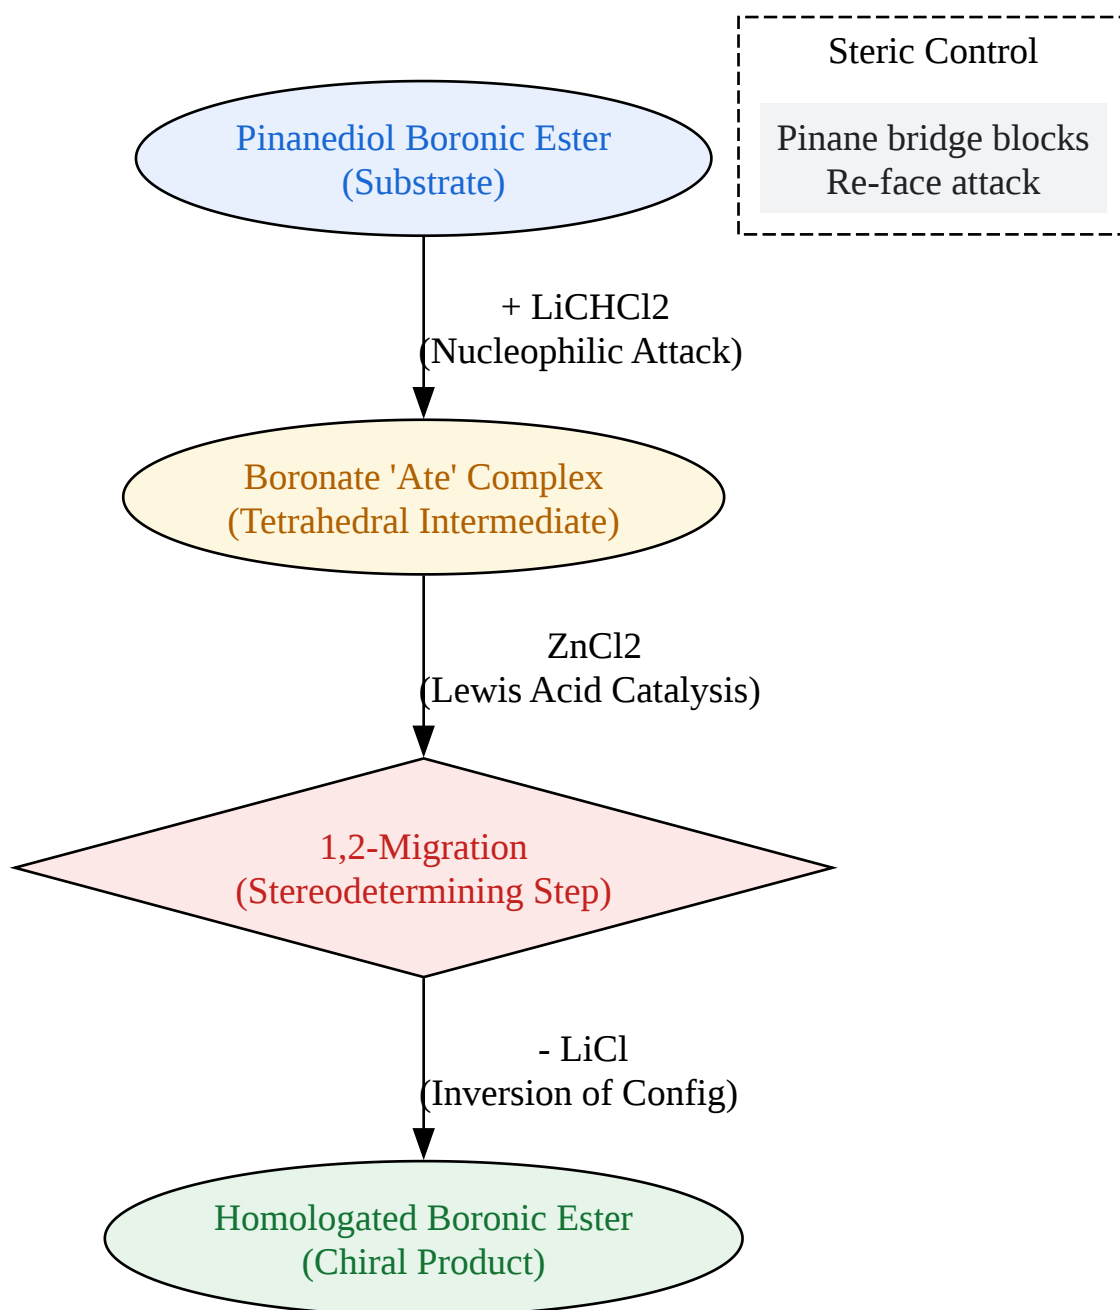 Steric Control
Pinane bridge blocks
Re-face attack
Pinanediol Boronic Ester
(Substrate)
+ LiCHCl2
(Nucleophilic Attack)
Boronate 'Ate' Complex
(Tetrahedral Intermediate)
ZnCl2
(Lewis Acid Catalysis)
1,2-Migration
(Stereodetermining Step)
- LiCl
(Inversion of Config)
Homologated Boronic Ester
(Chiral Product)